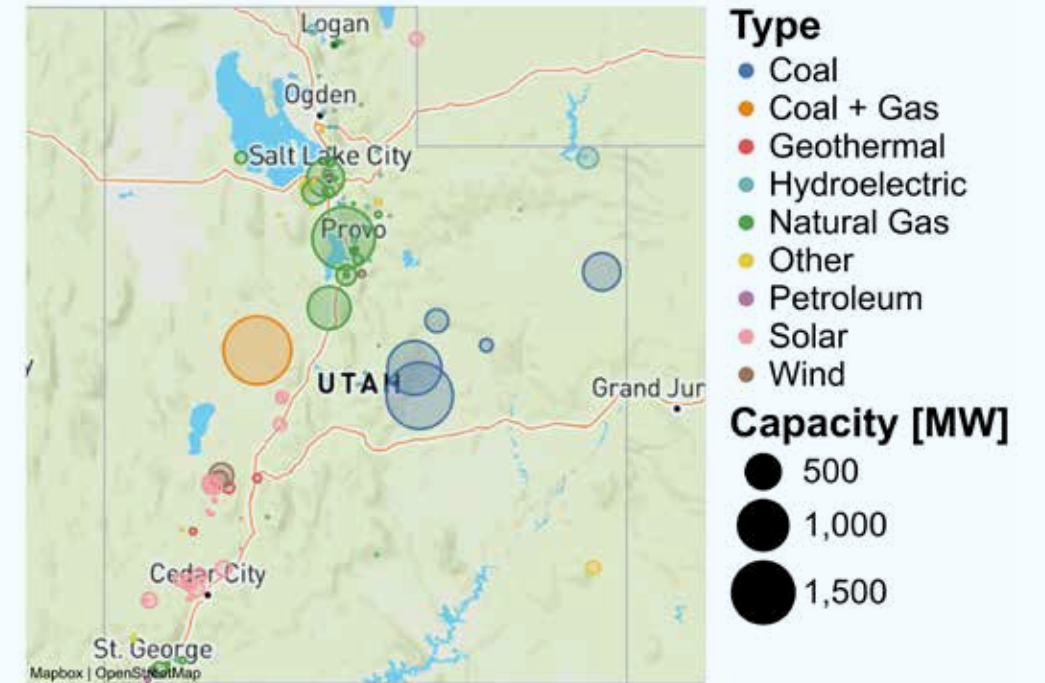 Logan
Ogden
Salt Lake City
Provo
UTAH
Grand Jur
Cedar City
St. George
Mapbox | OpenStreetMap
Type
Coal
Coal + Gas
Geothermal
Hydroelectric
Natural Gas
Other
Petroleum
Solar
Wind
Capacity [MW]
500
1,000
1,500